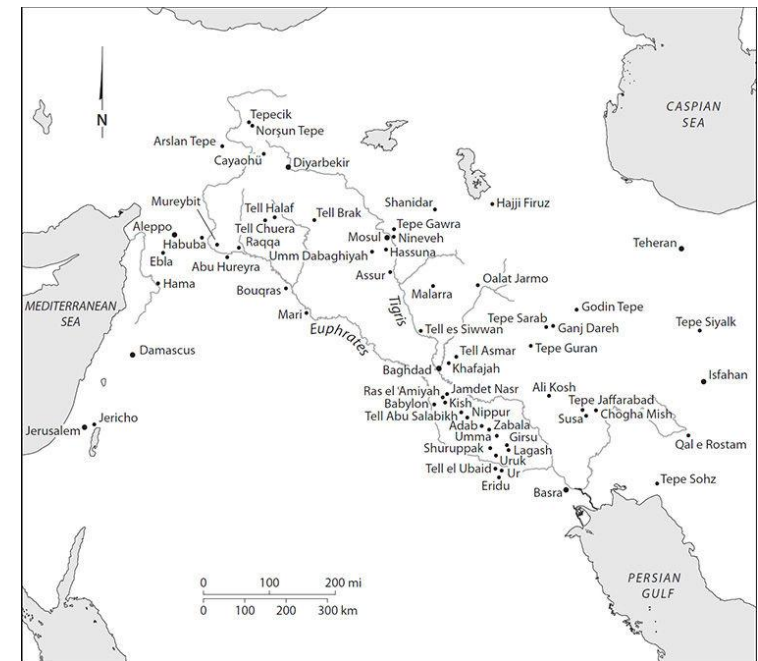 CASPIAN
SEA
N
Tepecik
Norşun Tepe
Arslan Tepe
Cayaohü
Diyarbekir
Mureybit
Tell Halaf
Tell Brak
Shanidar
Hajji Firuz
Aleppo
Tell Chuera
Tepe Gawra
Habuba
Raqqa
Mosul
Nineveh
Teheran
Ebla
Umm Dabaghiyah
Hassuna
Abu Hureyra
Assur
Hama
Bouqras
Malarra
Oalat Jarmo
MEDITERRANEAN
SEA
Mari
Tigris
Godin Tepe
Euphrates
Tell es Siwwan
Tepe Sarab
Ganj Dareh
Tepe Siyalk
Damascus
Tell Asmar
Tepe Guran
Baghdad
Khafajah
Isfahan
Ras el ‘Amiyah
Jamdet Nasr
Ali Kosh
Babylon
Kish
Tepe Jaffarabad
Tell Abu Salabikh
Nippur
Susa
Chogha Mish
Jericho
Jerusalem
Adab
Zabala
Umma
Girsu
Qal e Rostam
Shuruppak
Lagash
Uruk
Tell el Ubaid
Ur
Eridu
Basra
Tepe Sohz
0 100 200 mi
0 100 200 300 km
PERSIAN
GULF